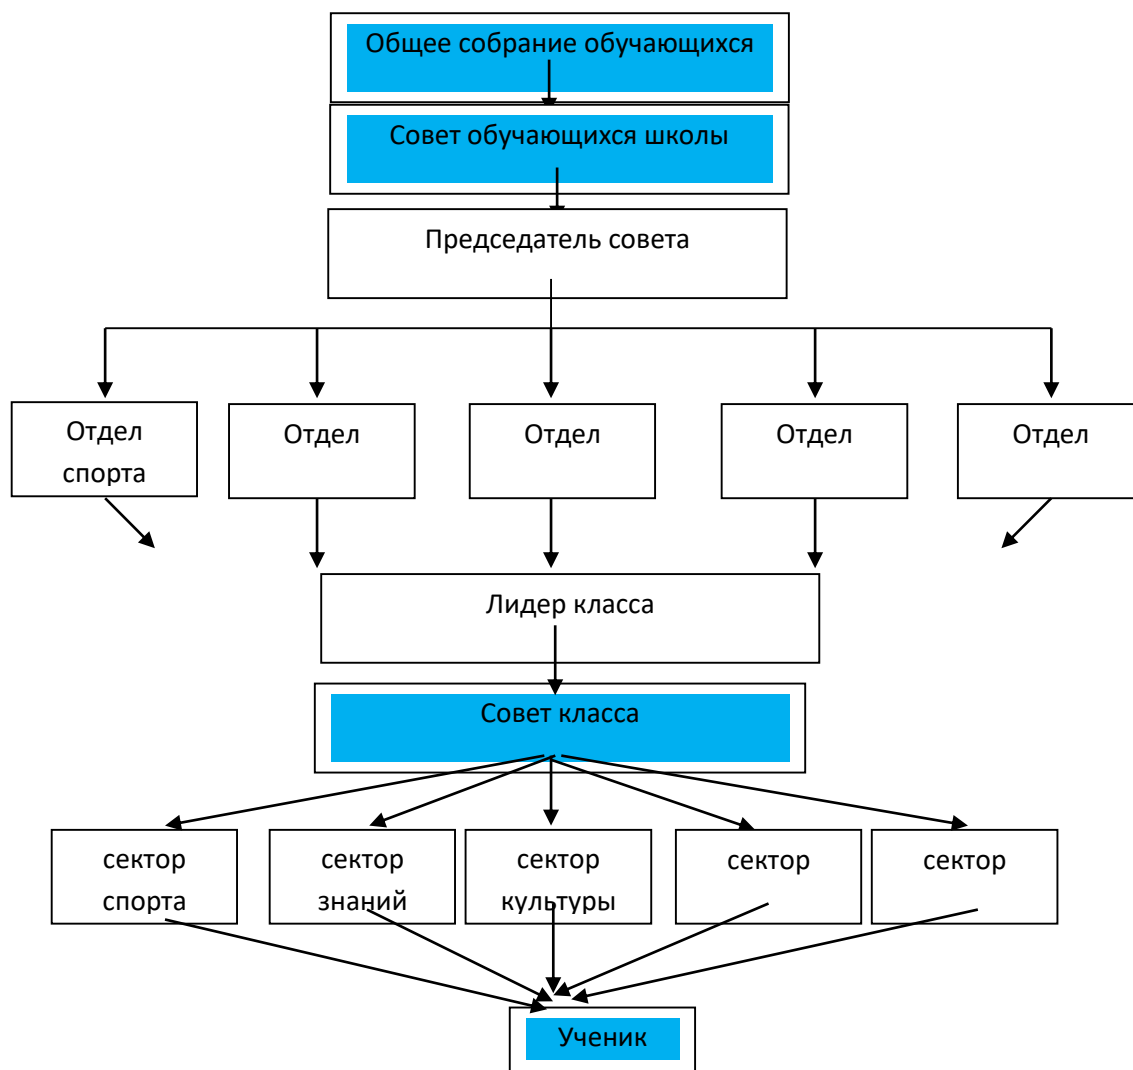 Общее собрание обучающихся
Совет обучающихся школы
Председатель совета
Отдел
спорта
Отдел
Отдел
Отдел
Отдел
Лидер класса
Совет класса
сектор
спорта
сектор
знаний
сектор
культуры
сектор
сектор
Ученик